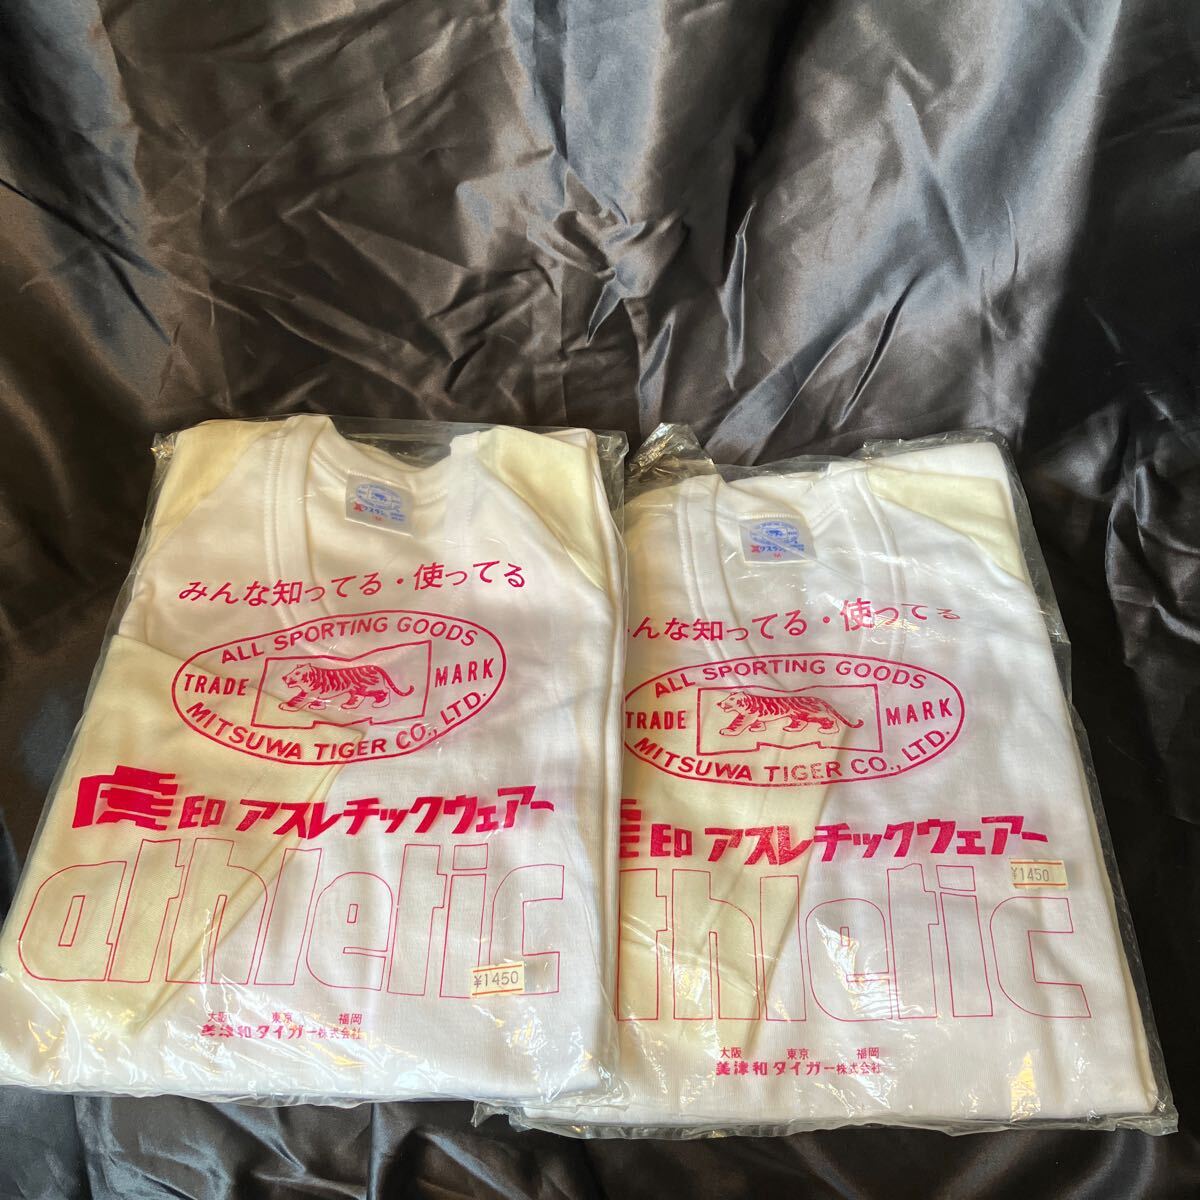 みんな知ってる・使ってる
ALL SPORTING GOODS
TRADE MARK
MITSUWA TIGER CO., LTD.
虎印 アスレチックウェアー
athletic
¥1450
大阪 東京 福岡
美津和タイガー株式会社
M
んな知ってる・使ってる
ALL SPORTING GOODS
TRADE MARK
MITSUWA TIGER CO., LTD.
印 アスレチックウェアー
¥1450
thletic
大阪 東京 福岡
美津和タイガー株式会社
M